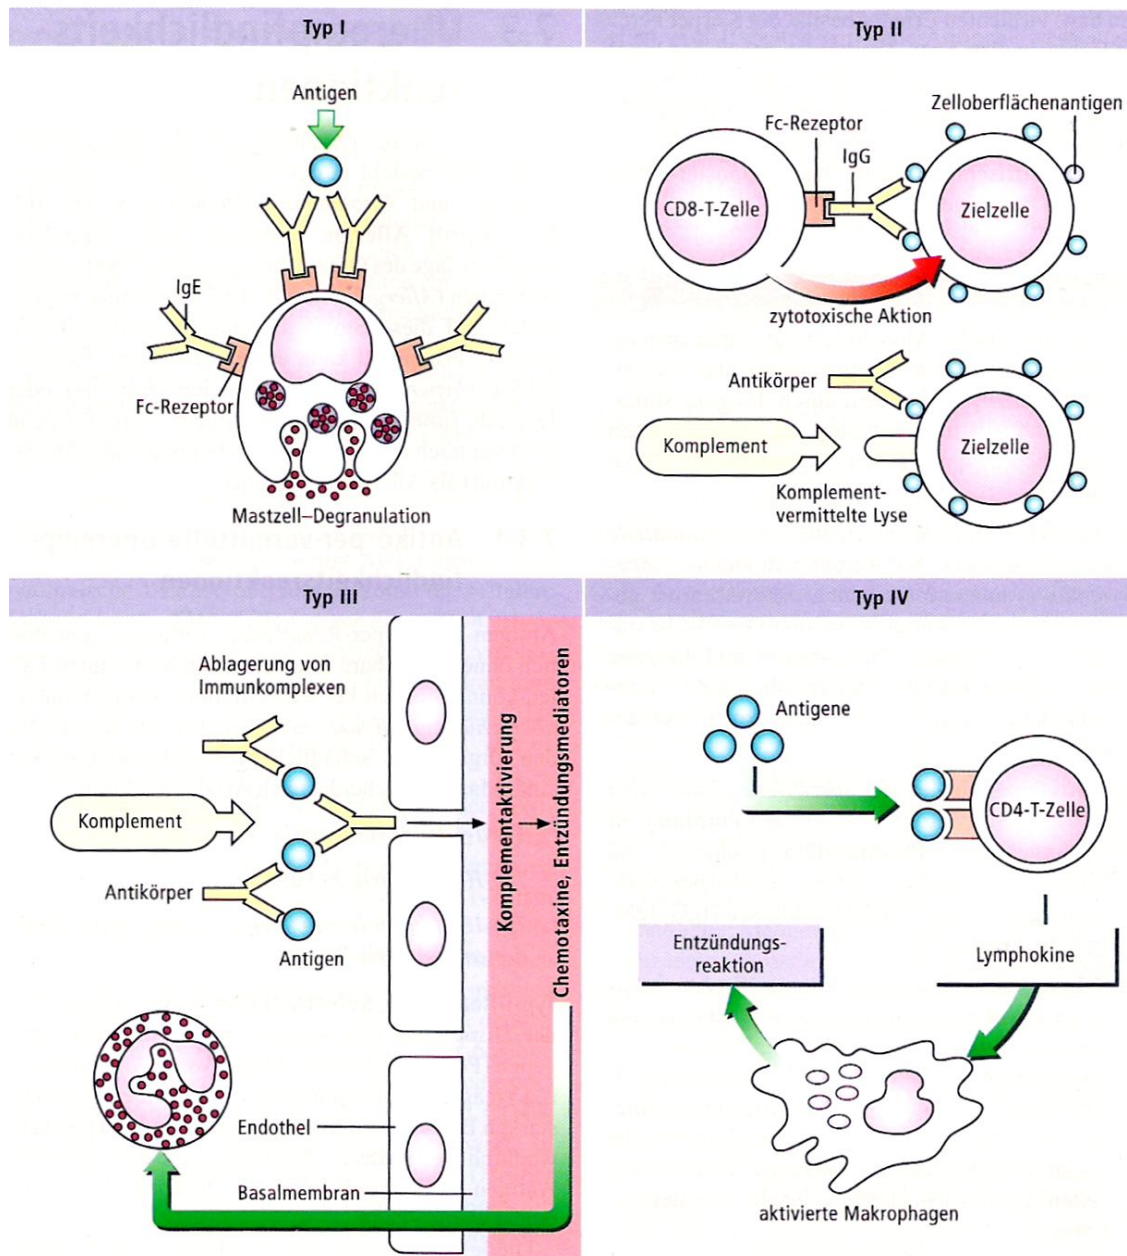 Typ I
Antigen
IgE
Fc-Rezeptor
Mastzell–Degranulation
Typ II
Zelloberflächenantigen
Fc-Rezeptor
IgG
CD8-T-Zelle
Zielzelle
zytotoxische Aktion
Antikörper
Komplement
Zielzelle
Komplement-
vermittelte Lyse
Typ III
Ablagerung von
Immunkomplexen
Komplement
Antikörper
Antigen
Endothel
Basalmembran
Komplementaktivierung
Chemotaxine, Entzündungsmediatoren
Typ IV
Antigene
CD4-T-Zelle
Entzündungs-
reaktion
Lymphokine
aktivierte Makrophagen